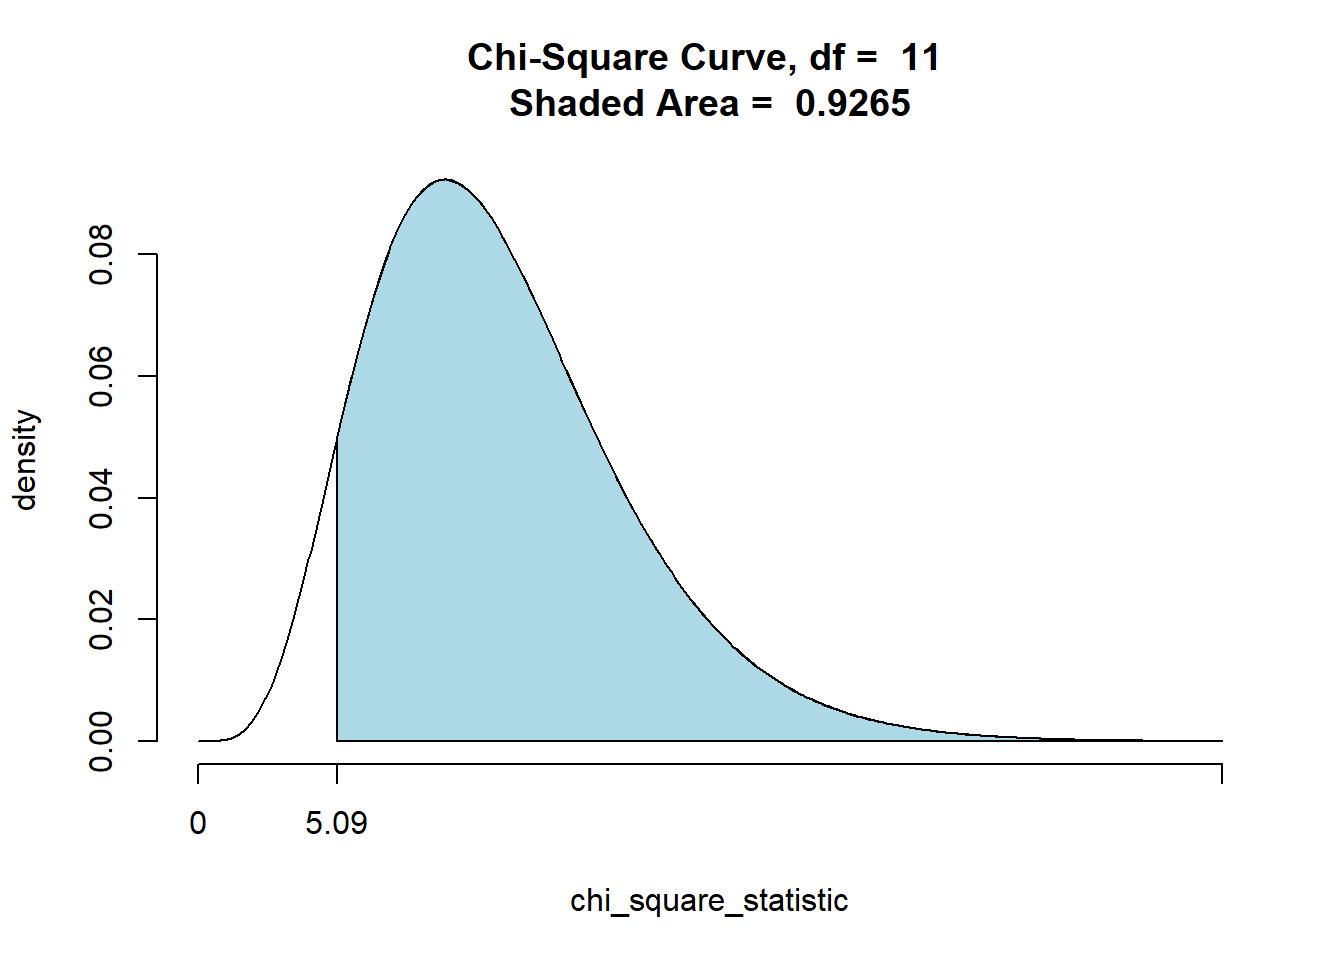 Chi-Square Curve, df =  11
Shaded Area =  0.9265
density
0.08
0.06
0.04
0.02
0.00
0
5.09
chi_square_statistic